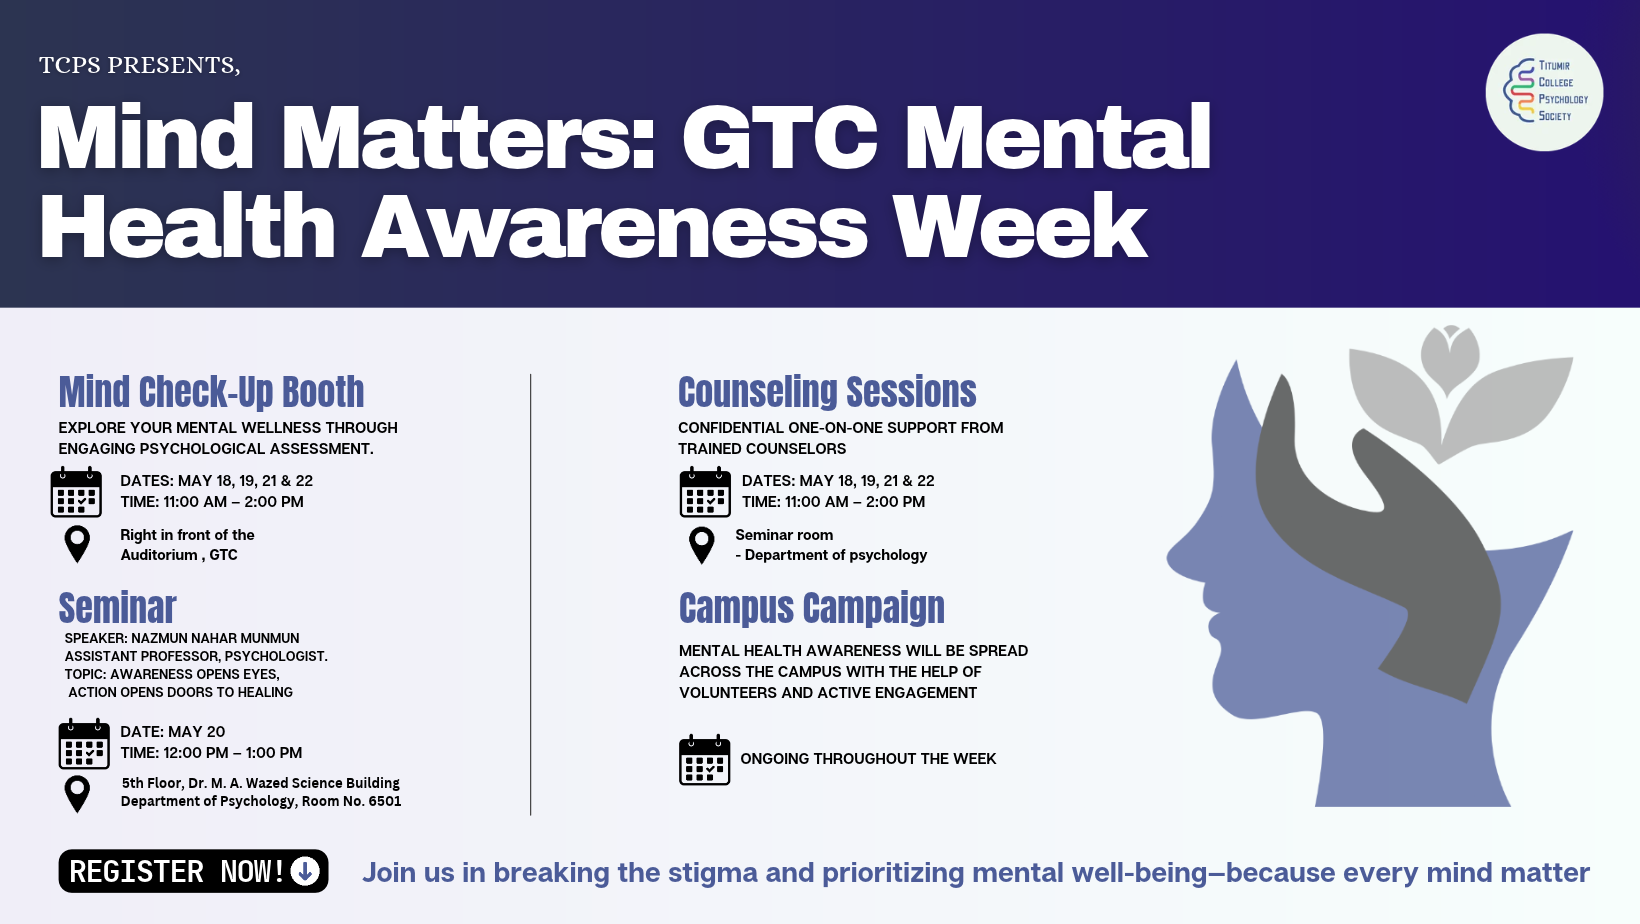 TCPS PRESENTS,
Mind Matters: GTC Mental
Health Awareness Week
TITUMIR
COLLEGE
PSYCHOLOGY
SOCIETY
Mind Check-Up Booth
EXPLORE YOUR MENTAL WELLNESS THROUGH
ENGAGING PSYCHOLOGICAL ASSESSMENT.
DATES: MAY 18, 19, 21 & 22
TIME: 11:00 AM – 2:00 PM
Right in front of the
Auditorium , GTC
Seminar
SPEAKER: NAZMUN NAHAR MUNMUN
ASSISTANT PROFESSOR, PSYCHOLOGIST.
TOPIC: AWARENESS OPENS EYES,
ACTION OPENS DOORS TO HEALING
DATE: MAY 20
TIME: 12:00 PM – 1:00 PM
5th Floor, Dr. M. A. Wazed Science Building
Department of Psychology, Room No. 6501
Counseling Sessions
CONFIDENTIAL ONE-ON-ONE SUPPORT FROM
TRAINED COUNSELORS
DATES: MAY 18, 19, 21 & 22
TIME: 11:00 AM – 2:00 PM
Seminar room
- Department of psychology
Campus Campaign
MENTAL HEALTH AWARENESS WILL BE SPREAD
ACROSS THE CAMPUS WITH THE HELP OF
VOLUNTEERS AND ACTIVE ENGAGEMENT
ONGOING THROUGHOUT THE WEEK
REGISTER NOW!
Join us in breaking the stigma and prioritizing mental well-being—because every mind matter